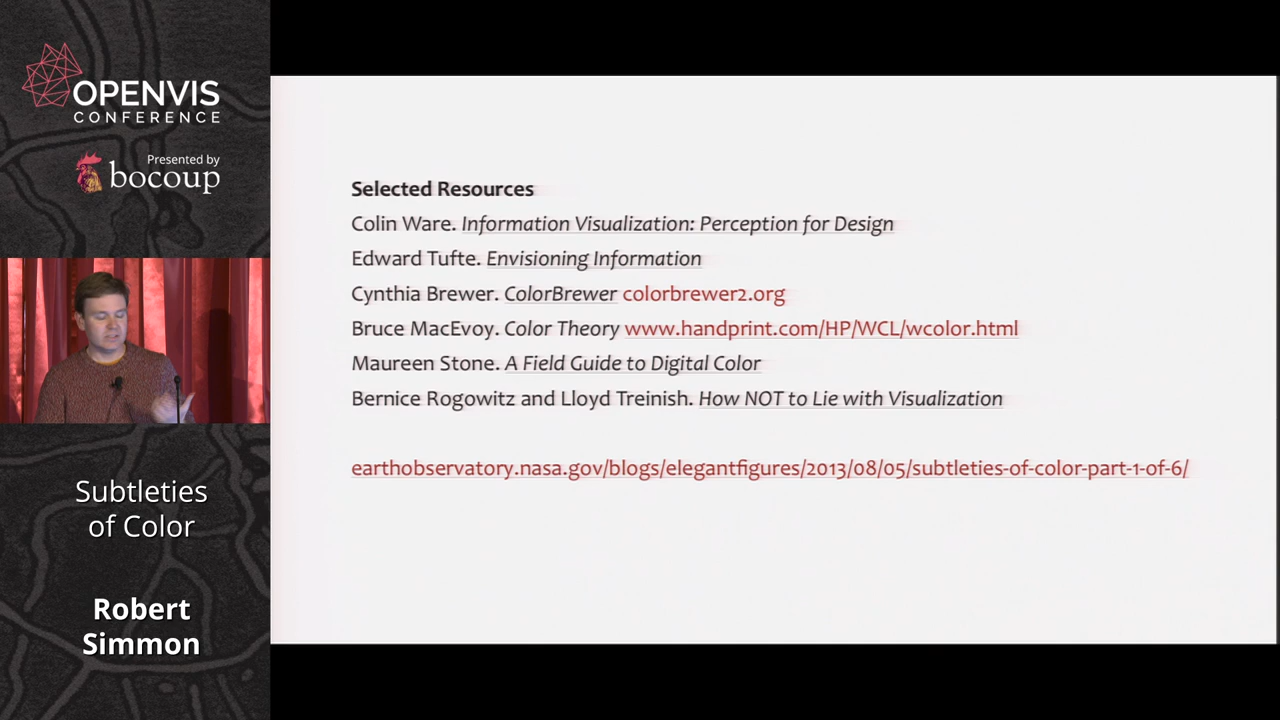 OPENVIS
CONFERENCE
Presented by
bocoup
Subtleties
of Color
Robert
Simmon
Selected Resources
Colin Ware. Information Visualization: Perception for Design
Edward Tufte. Envisioning Information
Cynthia Brewer. ColorBrewer colorbrewer2.org
Bruce MacEvoy. Color Theory www.handprint.com/HP/WCL/wcolor.html
Maureen Stone. A Field Guide to Digital Color
Bernice Rogowitz and Lloyd Treinish. How NOT to Lie with Visualization
earthobservatory.nasa.gov/blogs/elegantfigures/2013/08/05/subtleties-of-color-part-1-of-6/